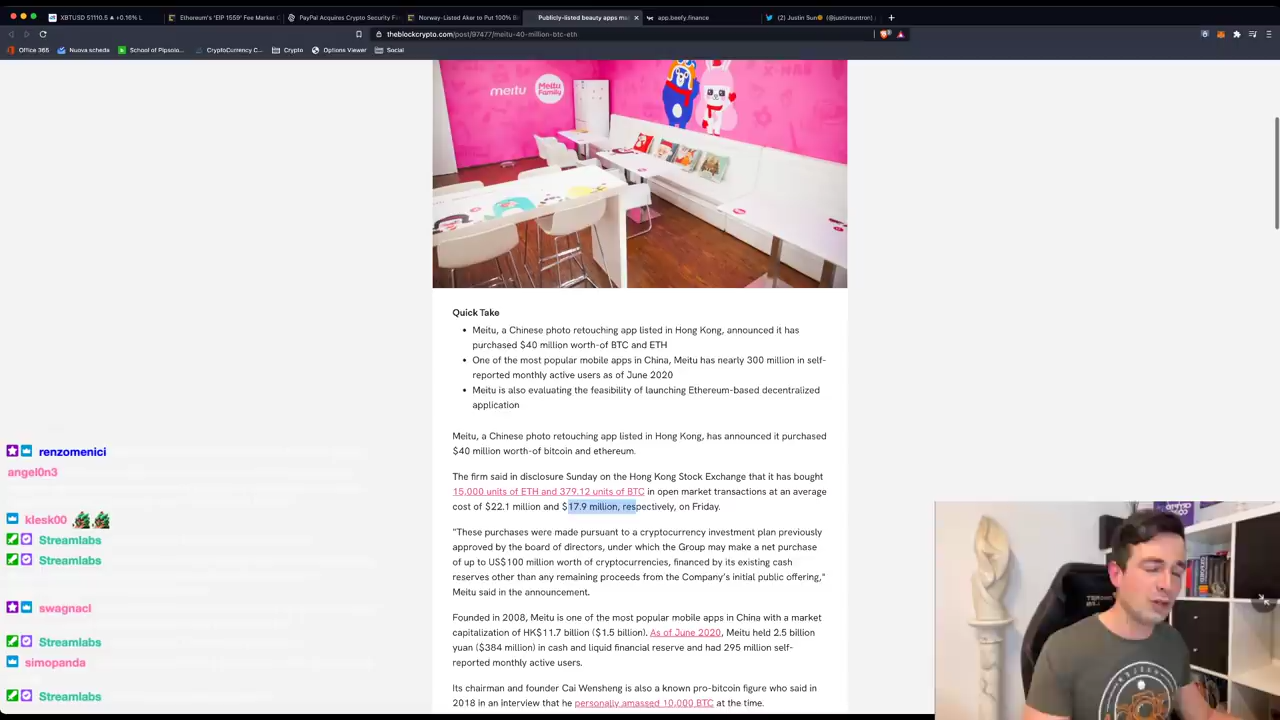 XBTUSD 51110.5 ▲ +0.16% L
Ethereum's 'EIP 1559' Fee Market C
PayPal Acquires Crypto Security F
Norway-Listed Aker to Put 100% B
Publicly-listed beauty apps ma
app.beefy.finance
(2) Justin Sun (@justinsuntron)
theblockcrypto.com/post/97477/meitu-40-million-btc-eth
Office 365
Nuova scheda
School of Pipsolo...
CryptoCurrency C...
Crypto
Options Viewer
Social
meitu
Meitu Family
X-MAN
Quick Take
• Meitu, a Chinese photo retouching app listed in Hong Kong, announced it has
purchased $40 million worth-of BTC and ETH
• One of the most popular mobile apps in China, Meitu has nearly 300 million in self-
reported monthly active users as of June 2020
• Meitu is also evaluating the feasibility of launching Ethereum-based decentralized
application
Meitu, a Chinese photo retouching app listed in Hong Kong, has announced it purchased
$40 million worth-of bitcoin and ethereum.
The firm said in disclosure Sunday on the Hong Kong Stock Exchange that it has bought
15,000 units of ETH and 379.12 units of BTC in open market transactions at an average
cost of $22.1 million and $17.9 million, respectively, on Friday.
"These purchases were made pursuant to a cryptocurrency investment plan previously
approved by the board of directors, under which the Group may make a net purchase
of up to US$100 million worth of cryptocurrencies, financed by its existing cash
reserves other than any remaining proceeds from the Company's initial public offering,"
Meitu said in the announcement.
Founded in 2008, Meitu is one of the most popular mobile apps in China with a market
capitalization of HK$11.7 billion ($1.5 billion). As of June 2020, Meitu held 2.5 billion
yuan ($384 million) in cash and liquid financial reserve and had 295 million self-
reported monthly active users.
Its chairman and founder Cai Wensheng is also a known pro-bitcoin figure who said in
2018 in an interview that he personally amassed 10,000 BTC at the time.
renzomenici
angel0n3
klesk00
Streamlabs
Streamlabs
swagnacl
Streamlabs
simopanda
Streamlabs